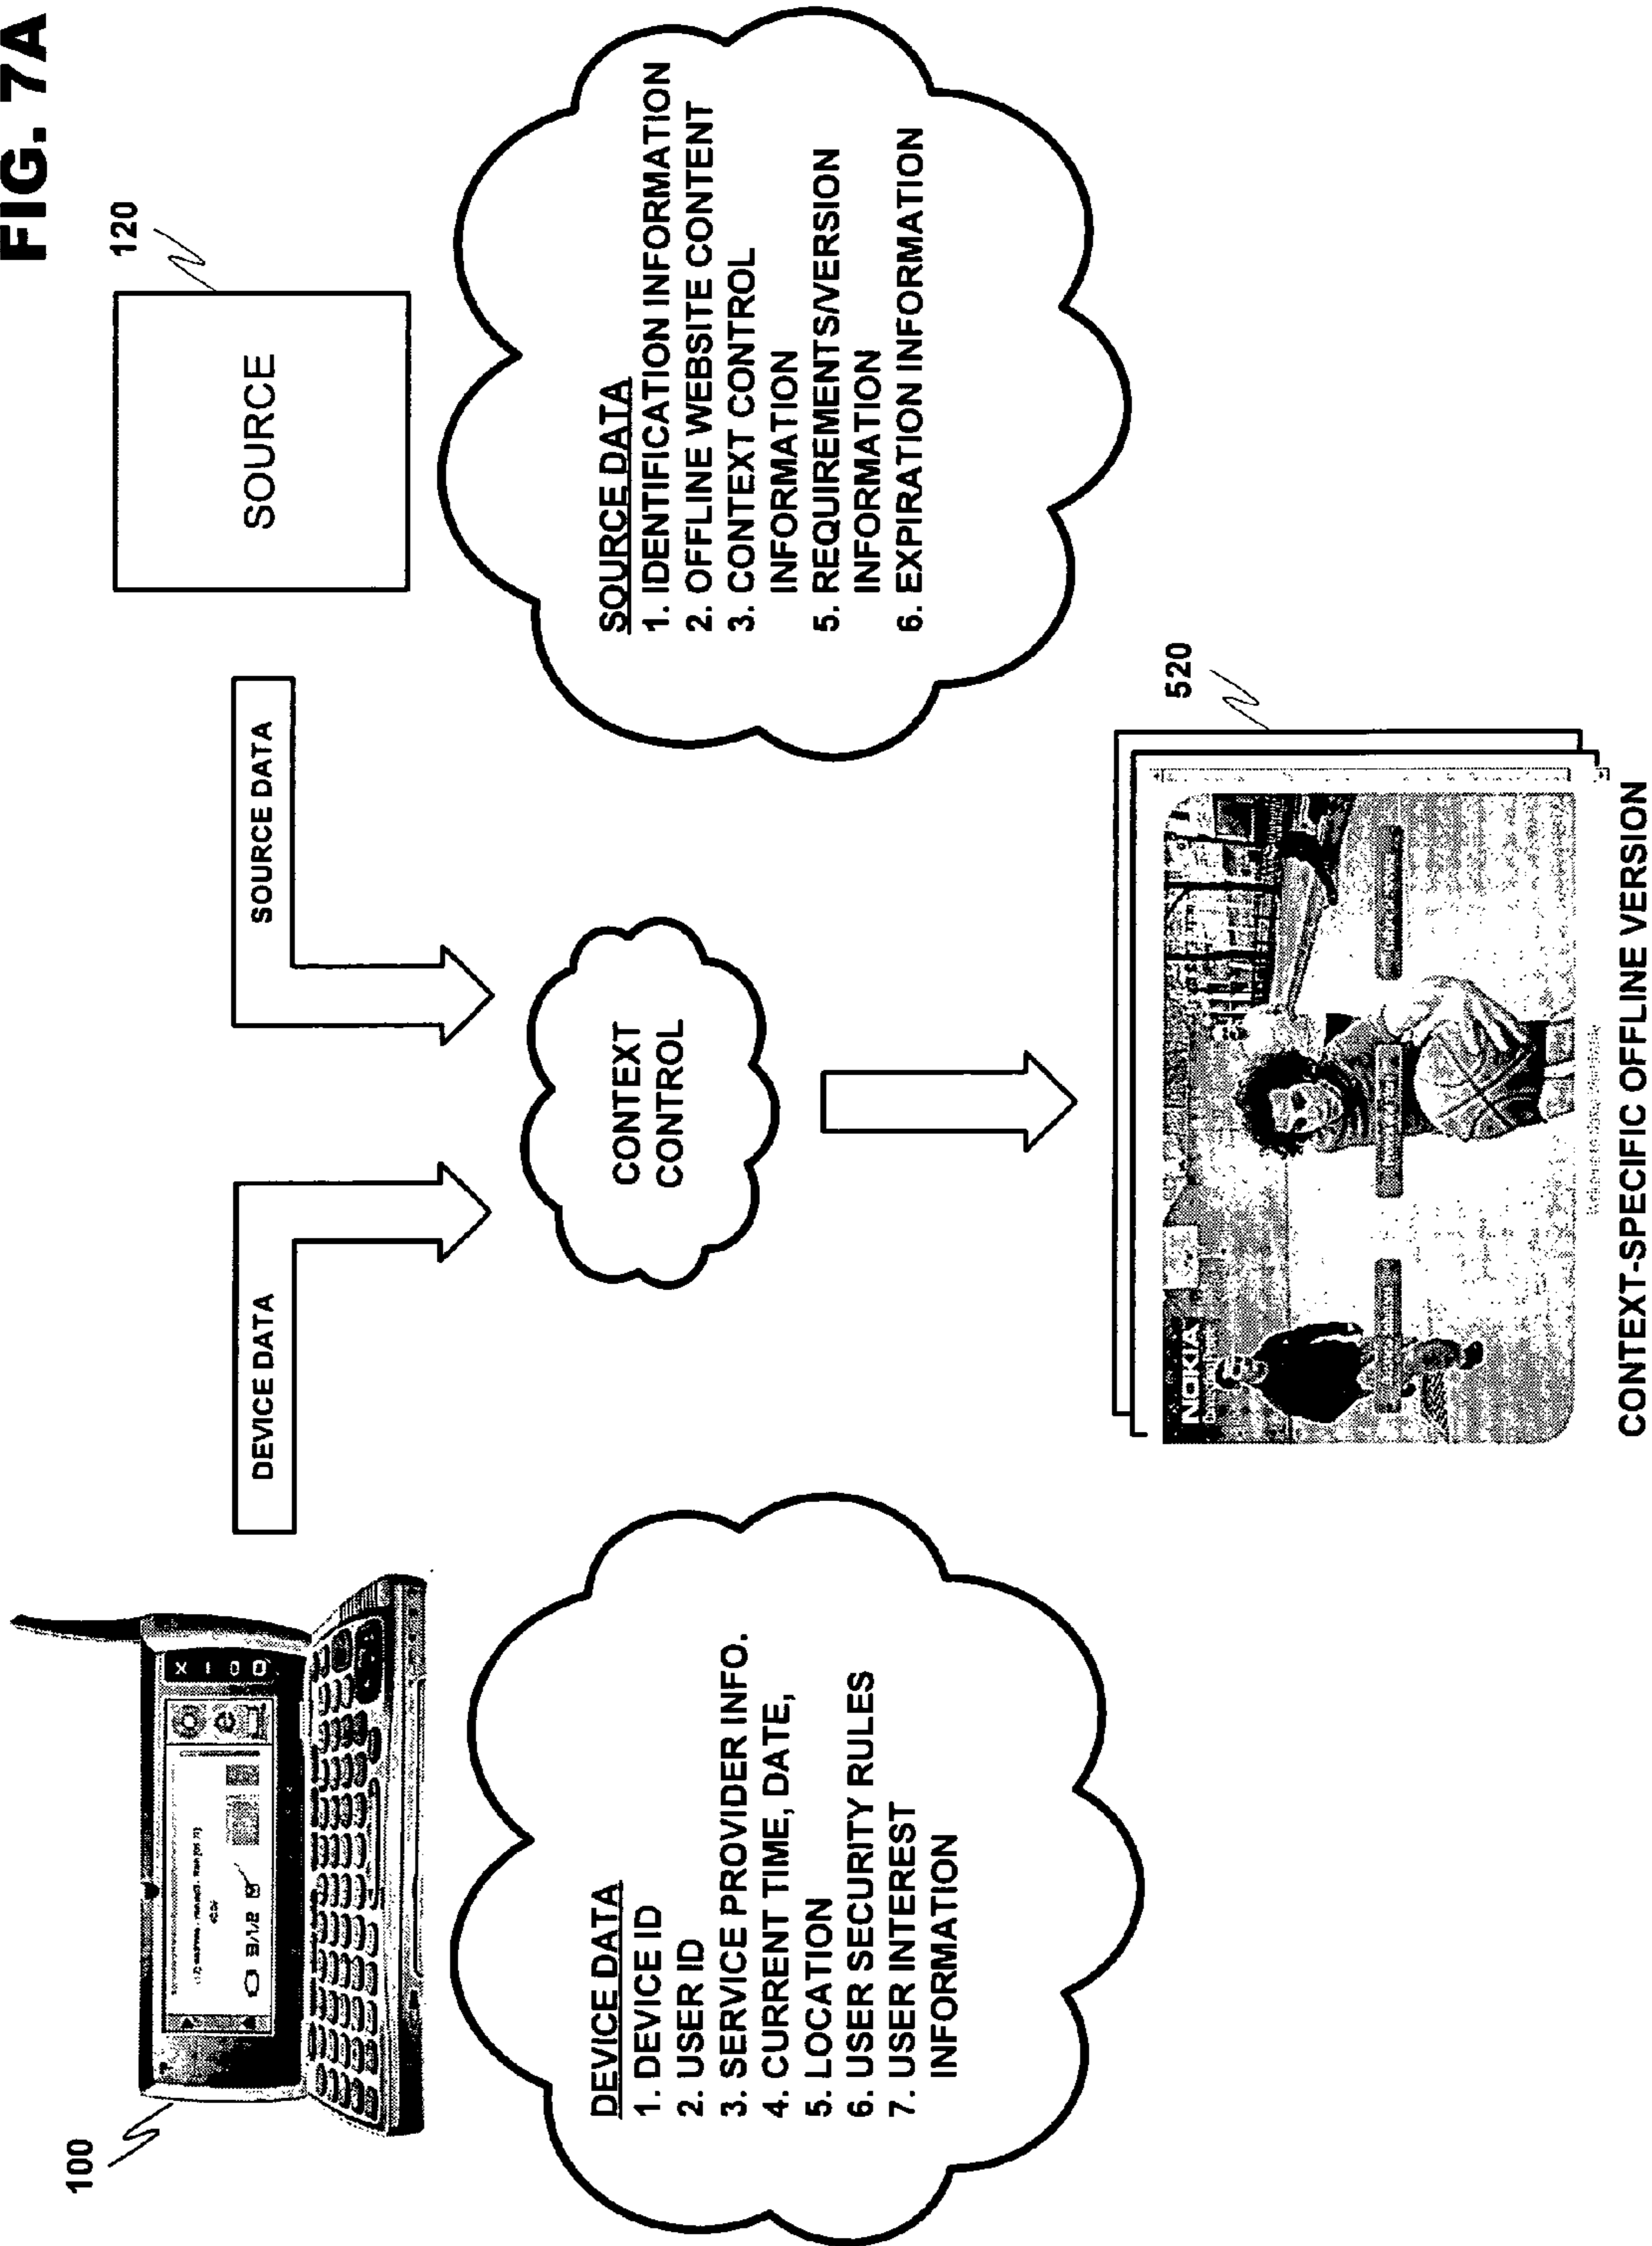 FIG. 7A
100
X100
120
SOURCE
DEVICE DATA
SOURCE DATA
DEVICE DATA
1. DEVICE ID
2. USER ID
3. SERVICE PROVIDER INFO.
4. CURRENT TIME, DATE,
5. LOCATION
6. USER SECURITY RULES
7. USER INTEREST
INFORMATION
CONTEXT
CONTROL
SOURCE DATA
1. IDENTIFICATION INFORMATION
2. OFFLINE WEBSITE CONTENT
3. CONTEXT CONTROL
INFORMATION
5. REQUIREMENTS/VERSION
INFORMATION
6. EXPIRATION INFORMATION
520
NOKIA
CONTEXT-SPECIFIC OFFLINE VERSION